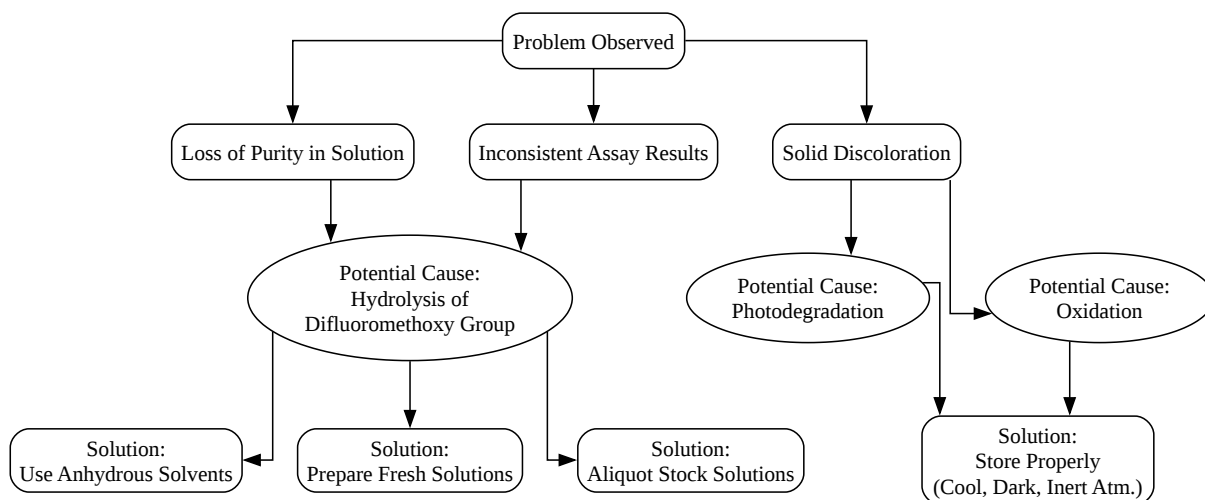 Problem Observed
Loss of Purity in Solution
Inconsistent Assay Results
Solid Discoloration
Potential Cause:
Hydrolysis of
Difluoromethoxy Group
Potential Cause:
Photodegradation
Potential Cause:
Oxidation
Solution:
Use Anhydrous Solvents
Solution:
Prepare Fresh Solutions
Solution:
Aliquot Stock Solutions
Solution:
Store Properly
(Cool, Dark, Inert Atm.)